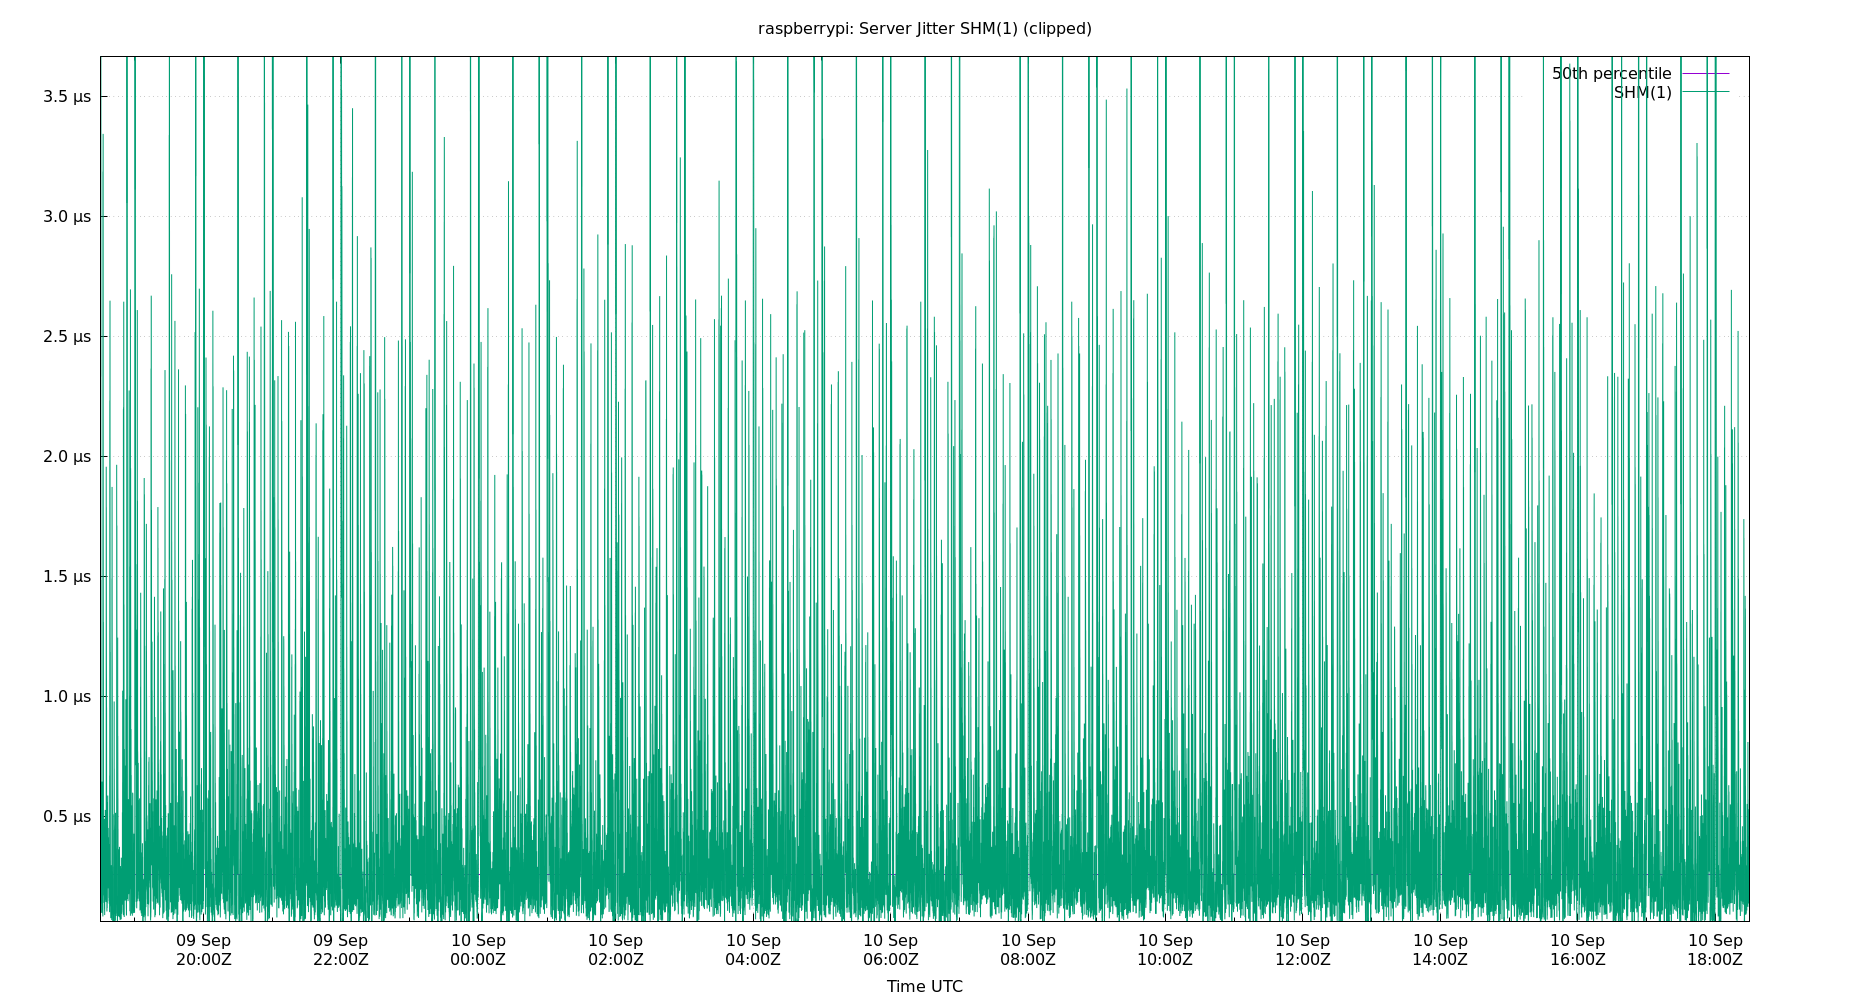 raspberrypi: Server Jitter SHM(1) (clipped)
50th percentile
SHM(1)
3.5 µs
3.0 µs
2.5 µs
2.0 µs
1.5 µs
1.0 µs
0.5 µs
09 Sep 09 Sep 10 Sep 10 Sep 10 Sep 10 Sep 10 Sep 10 Sep 10 Sep 10 Sep 10 Sep 10 Sep
20:00Z 22:00Z 00:00Z 02:00Z 04:00Z 06:00Z 08:00Z 10:00Z 12:00Z 14:00Z 16:00Z 18:00Z
Time UTC